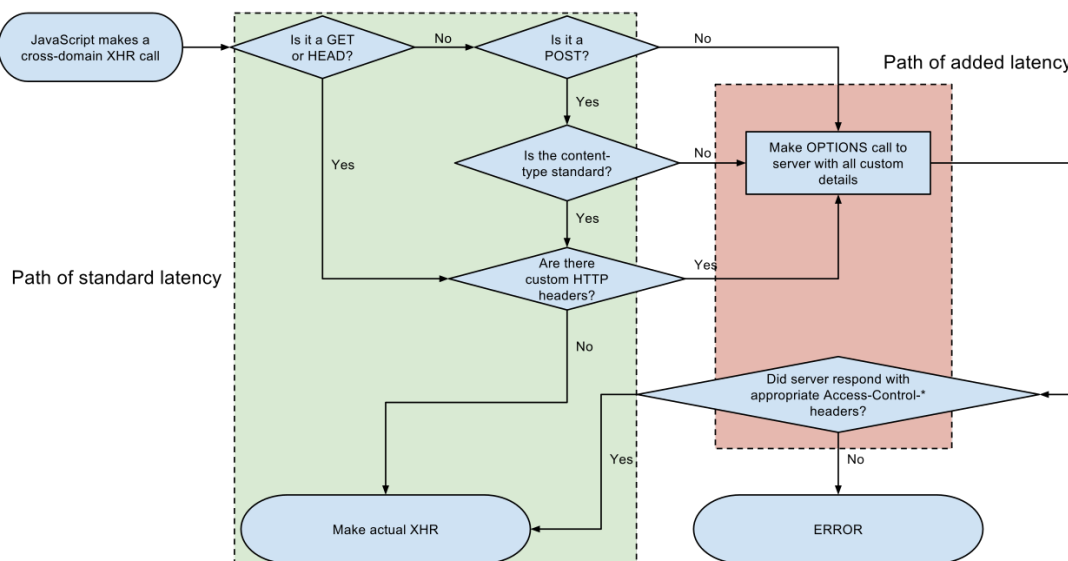 JavaScript makes a
cross-domain XHR call
Is it a GET
or HEAD?
No
Is it a
POST?
No
Path of added latency
Yes
Yes
Is the content-
type standard?
No
Make OPTIONS call to
server with all custom
details
Yes
Path of standard latency
Are there
custom HTTP
headers?
Yes
No
Did server respond with
appropriate Access-Control-*
headers?
Yes
No
Make actual XHR
ERROR